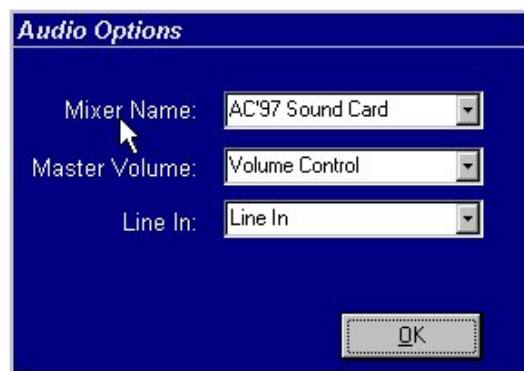 Audio Options
Mixer Name: AC'97 Sound Card
Master Volume: Volume Control
Line In: Line In
OK